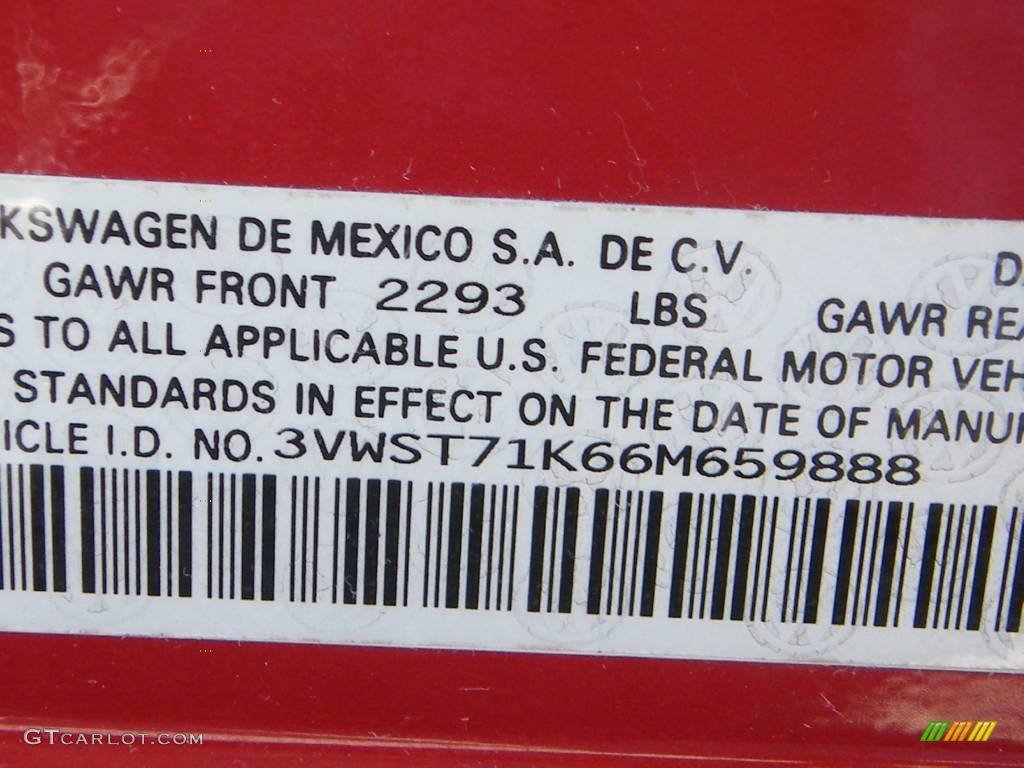 KSWAGEN DE MEXICO S.A. DE C.V. D
GAWR FRONT 2293 LBS GAWR REA
S TO ALL APPLICABLE U.S. FEDERAL MOTOR VEH
STANDARDS IN EFFECT ON THE DATE OF MANU
ICLE I.D. NO. 3VWST71K66M659888
GTCARLOT.COM